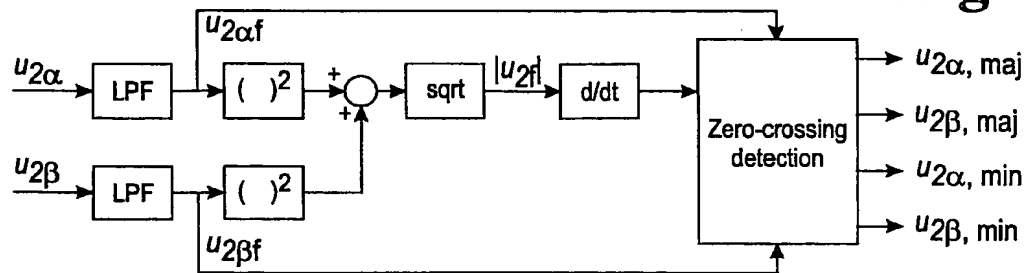 g
u2αf
u2α LPF ( )² + + sqrt |u2f| d/dt Zero-crossing detection
u2β LPF ( )²
u2βf
u2α, maj
u2β, maj
u2α, min
u2β, min